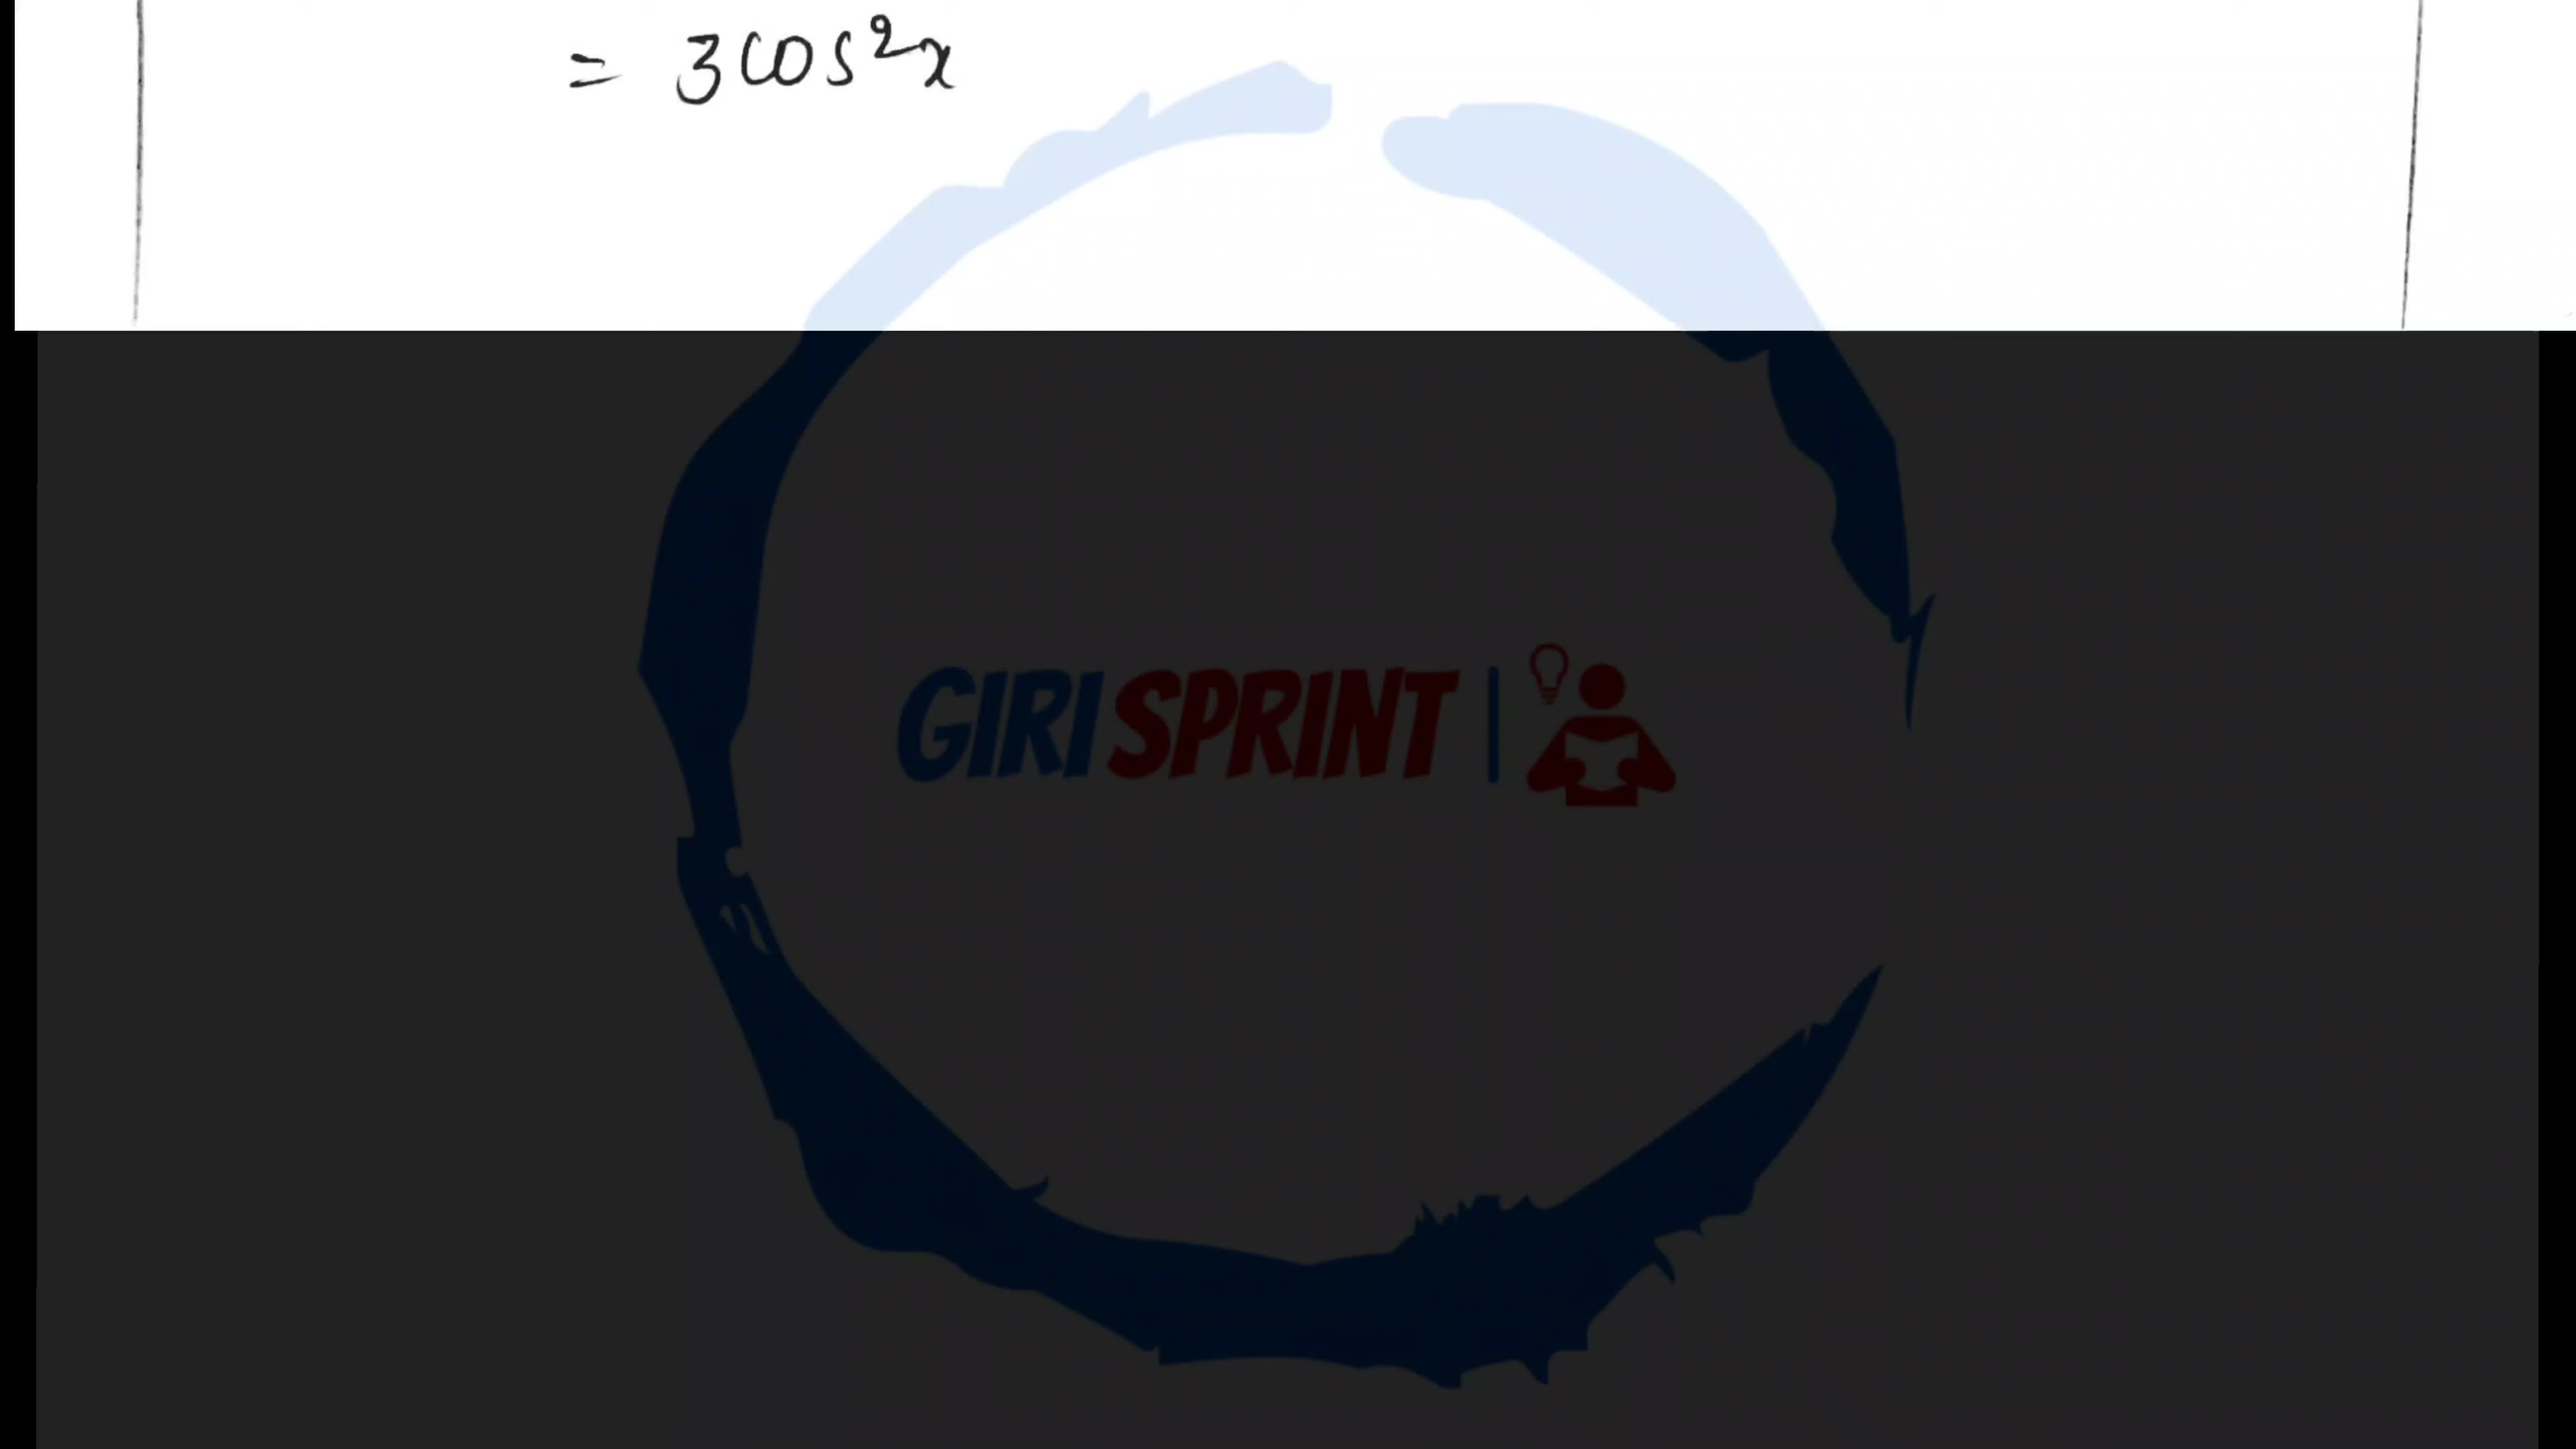 = 3cos²x
GIRI SPRINT